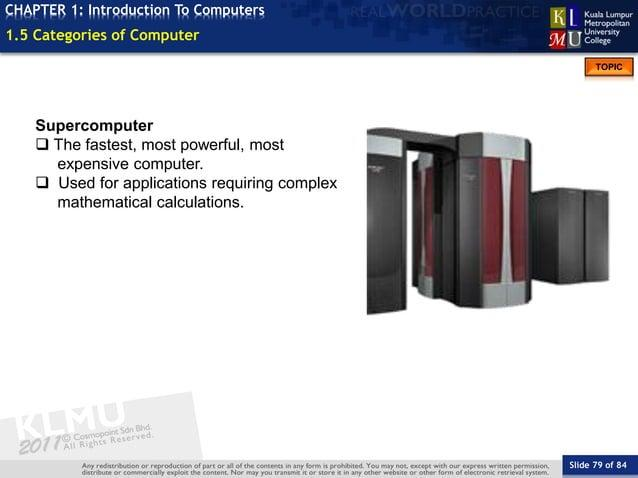 CHAPTER 1: Introduction To Computers
REALWORLDPRACTICE
1.5 Categories of Computer
KL
MU
Kuala Lumpur
Metropolitan
University
College
TOPIC
Supercomputer
❑ The fastest, most powerful, most
expensive computer.
❑ Used for applications requiring complex
mathematical calculations.
KLMU
2011© Cosmopoint Sdn Bhd.
All Rights Reserved.
Any redistribution or reproduction of part or all of the contents in any form is prohibited. You may not, except with our express written permission,
distribute or commercially exploit the content. Nor may you transmit it or store it in any other website or other form of electronic retrieval system.
Slide 79 of 84